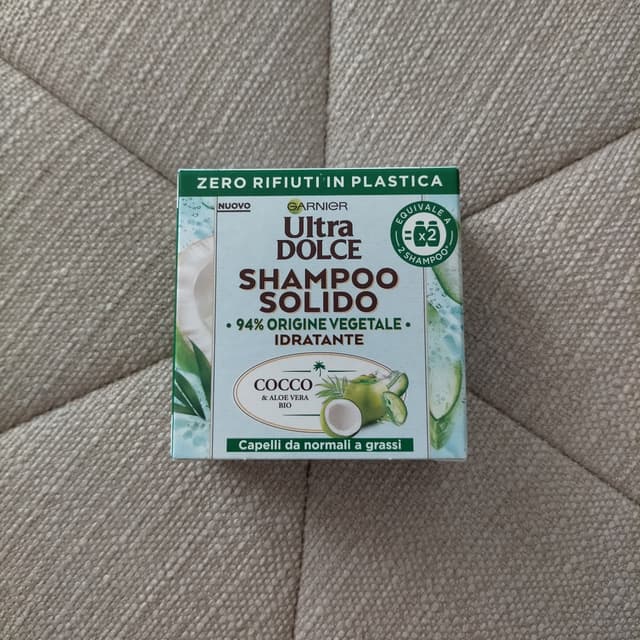 ZERO RIFIUTI IN PLASTICA
NUOVO
GARNIER
Ultra
DOLCE
EQUIVALE A
=x2
2 SHAMPOO*
SHAMPOO
SOLIDO
• 94% ORIGINE VEGETALE •
IDRATANTE
COCCO
& ALOE VERA
BIO
Capelli da normali a grassi